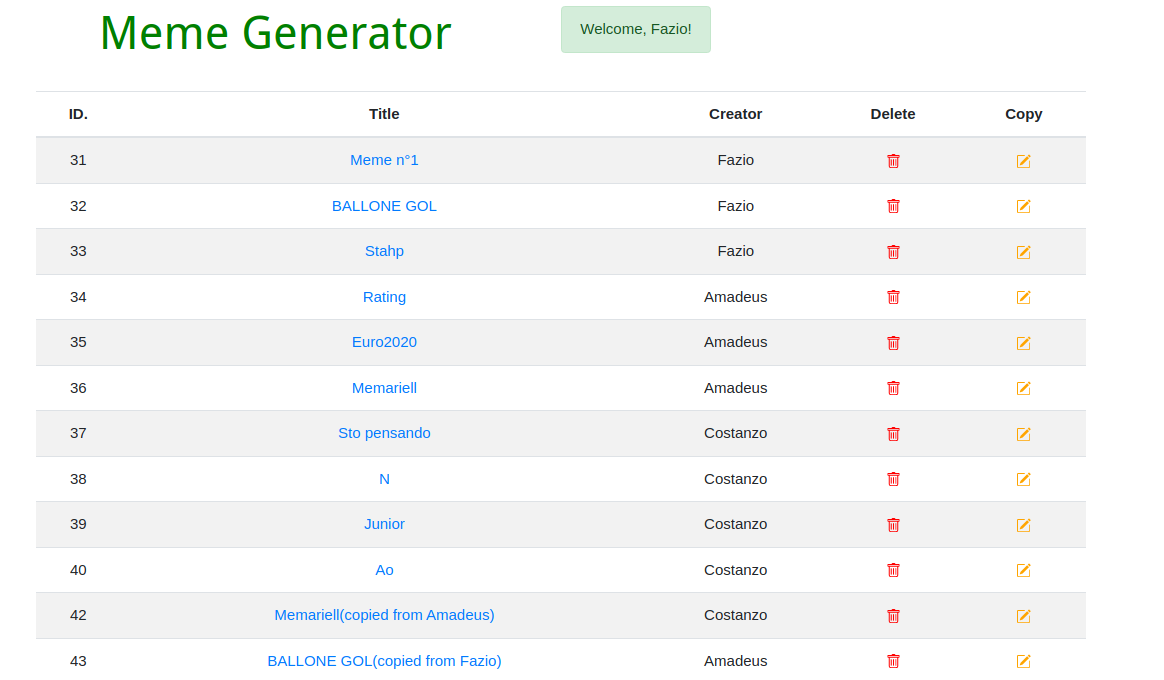 Meme Generator
Welcome, Fazio!
ID. Title Creator Delete Copy
31 Meme n°1 Fazio
32 BALLONE GOL Fazio
33 Stahp Fazio
34 Rating Amadeus
35 Euro2020 Amadeus
36 Memariell Amadeus
37 Sto pensando Costanzo
38 N Costanzo
39 Junior Costanzo
40 Ao Costanzo
42 Memariell(copied from Amadeus) Costanzo
43 BALLONE GOL(copied from Fazio) Amadeus